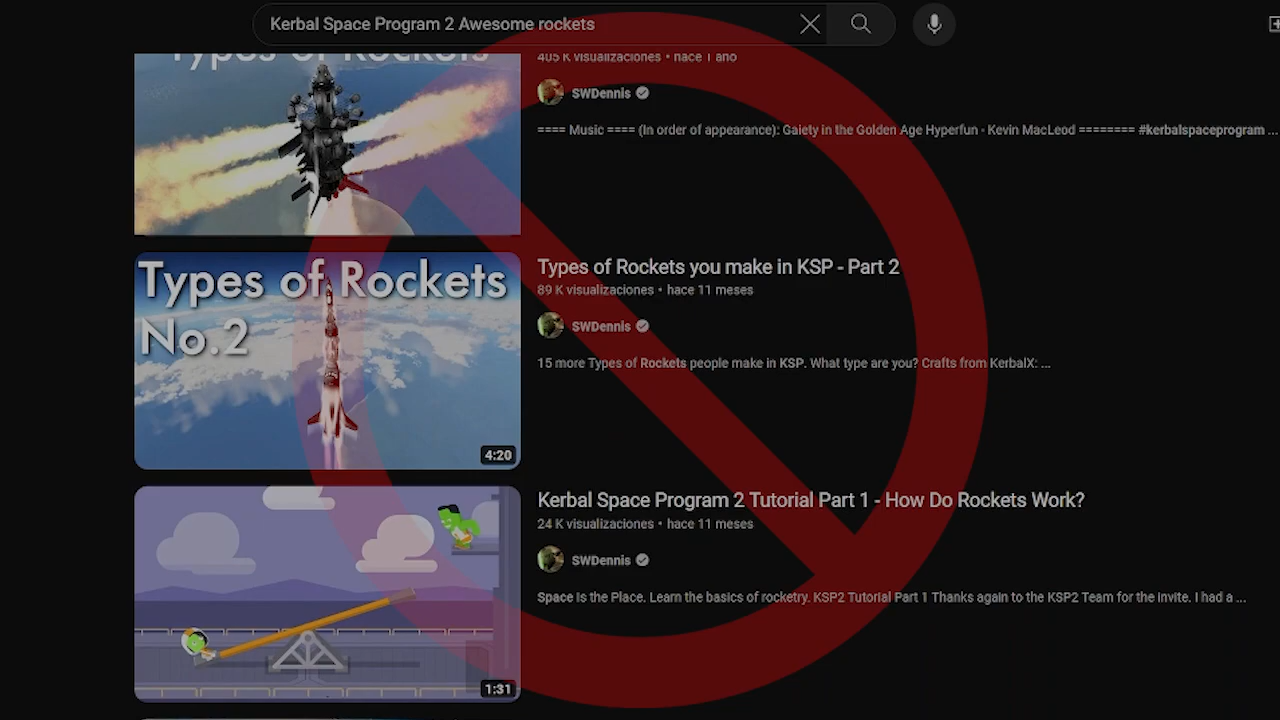 Kerbal Space Program 2 Awesome rockets
Types of Rockets
405 K visualizaciones • hace 1 año
SWDennis
==== Music ==== (In order of appearance): Gaiety in the Golden Age Hyperfun - Kevin MacLeod ======== #kerbalspaceprogram ...
Types of Rockets
No.2
4:20
Types of Rockets you make in KSP - Part 2
89 K visualizaciones • hace 11 meses
SWDennis
15 more Types of Rockets people make in KSP. What type are you? Crafts from KerbalX: ...
1:31
Kerbal Space Program 2 Tutorial Part 1 - How Do Rockets Work?
24 K visualizaciones • hace 11 meses
SWDennis
Space is the Place. Learn the basics of rocketry. KSP2 Tutorial Part 1 Thanks again to the KSP2 Team for the invite. I had a ...